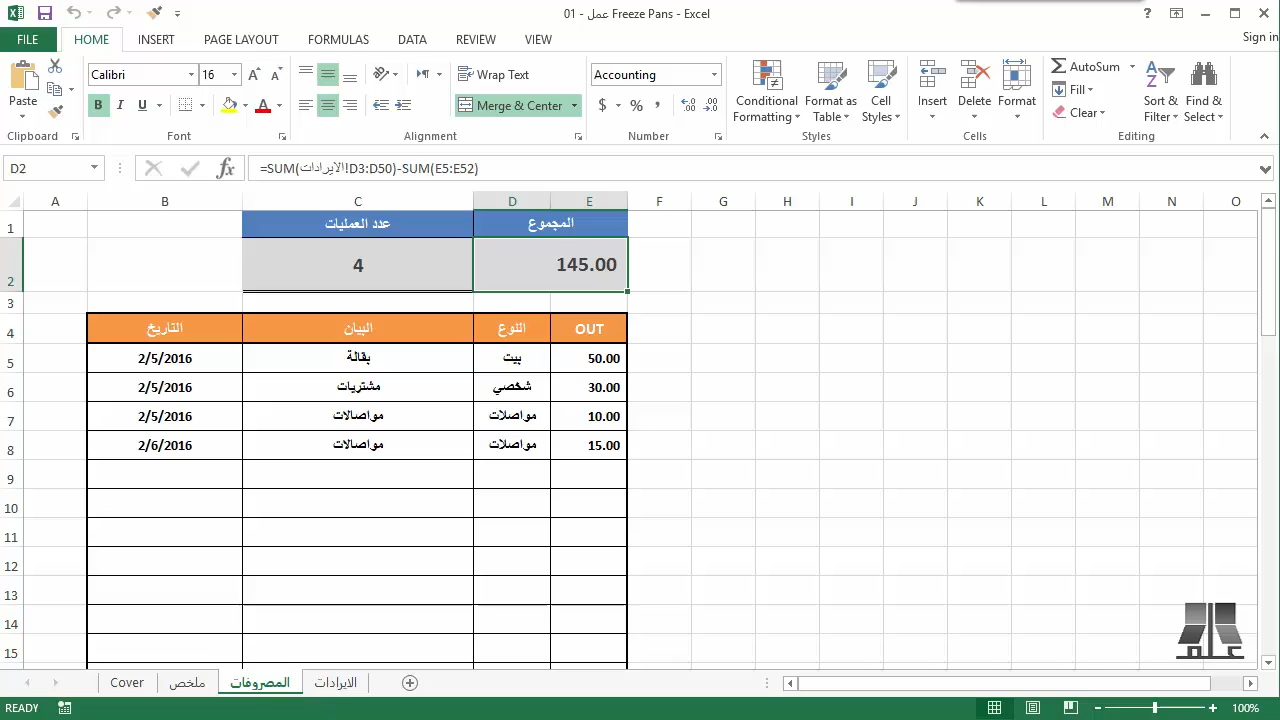 01 - عمل Freeze Pans - Excel
?
Sign in
FILE HOME INSERT PAGE LAYOUT FORMULAS DATA REVIEW VIEW
Paste
Calibri 16
B I U
Wrap Text
Merge & Center
Accounting
$ % ,
Conditional Formatting
Format as Table
Cell Styles
Insert Delete Format
AutoSum
Fill
Clear
Sort & Filter
Find & Select
Clipboard Font Alignment Number Styles Cells Editing
D2 fx =SUM(الايرادات!D3:D50)-SUM(E5:E52)
A B C D E F G H I J K L M N O
1 عدد العمليات المجموع
2 4 145.00
3
4 التاريخ البيان النوع OUT
5 2/5/2016 بقالة بيت 50.00
6 2/5/2016 مشتريات شخصي 30.00
7 2/5/2016 مواصالات مواصلات 10.00
8 2/6/2016 مواصالات مواصلات 15.00
9
10
11
12
13
14
15
Cover ملخص المصروفات الايرادات
READY 100%